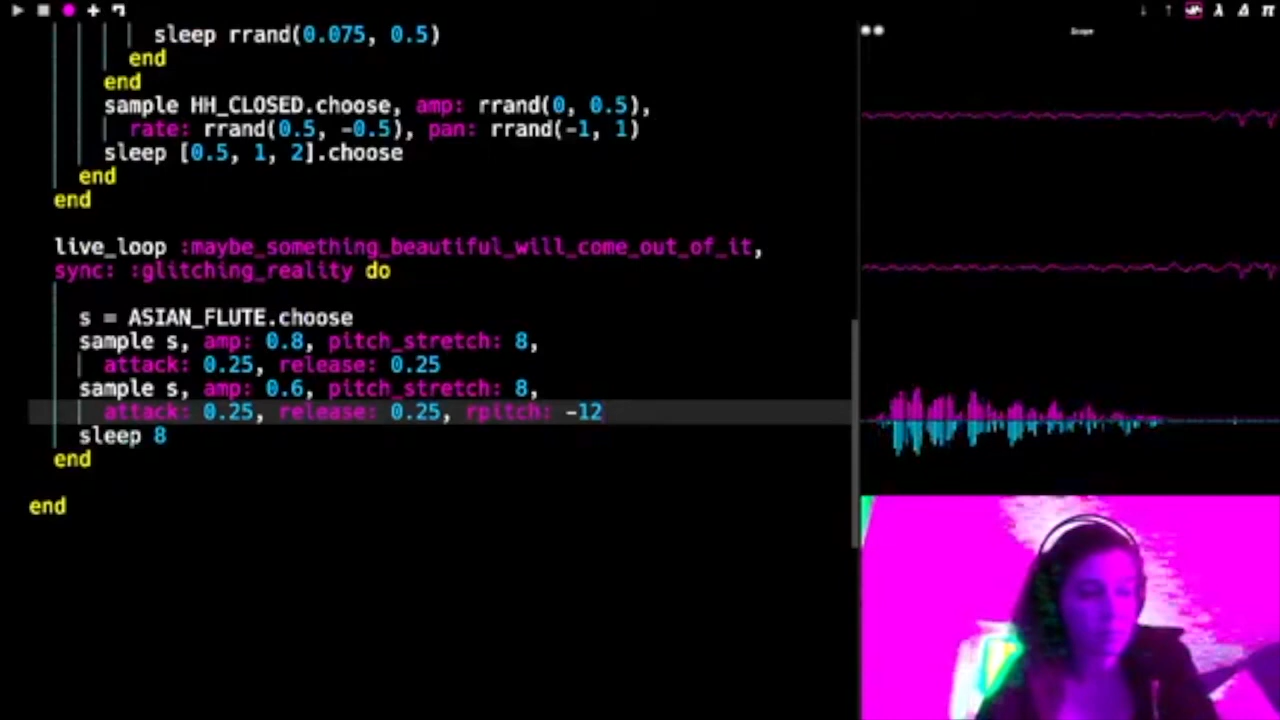 sleep rrand(0.075, 0.5)
end
end
sample HH_CLOSED.choose, amp: rrand(0, 0.5),
rate: rrand(0.5, -0.5), pan: rrand(-1, 1)
sleep [0.5, 1, 2].choose
end
end
live_loop :maybe_something_beautiful_will_come_out_of_it,
sync: :glitching_reality do
s = ASIAN_FLUTE.choose
sample s, amp: 0.8, pitch_stretch: 8,
attack: 0.25, release: 0.25
sample s, amp: 0.6, pitch_stretch: 8,
attack: 0.25, release: 0.25, rpitch: -12
sleep 8
end
end
Scope